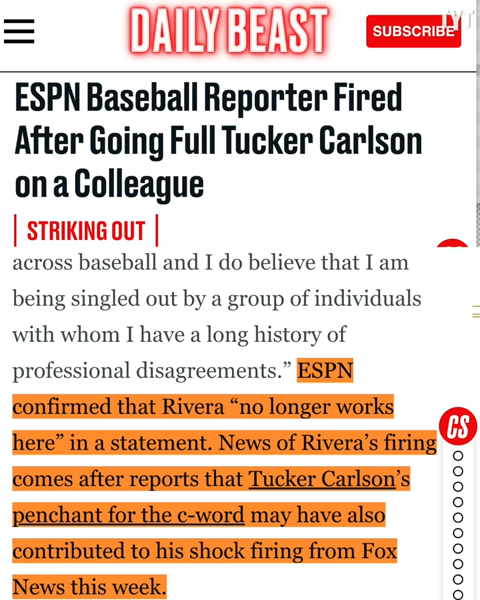 DAILY BEAST
SUBSCRIBE
TYT
ESPN Baseball Reporter Fired
After Going Full Tucker Carlson
on a Colleague
STRIKING OUT
across baseball and I do believe that I am
being singled out by a group of individuals
with whom I have a long history of
professional disagreements.” ESPN
confirmed that Rivera “no longer works
here” in a statement. News of Rivera’s firing
comes after reports that Tucker Carlson’s
penchant for the c-word may have also
contributed to his shock firing from Fox
News this week.
CS